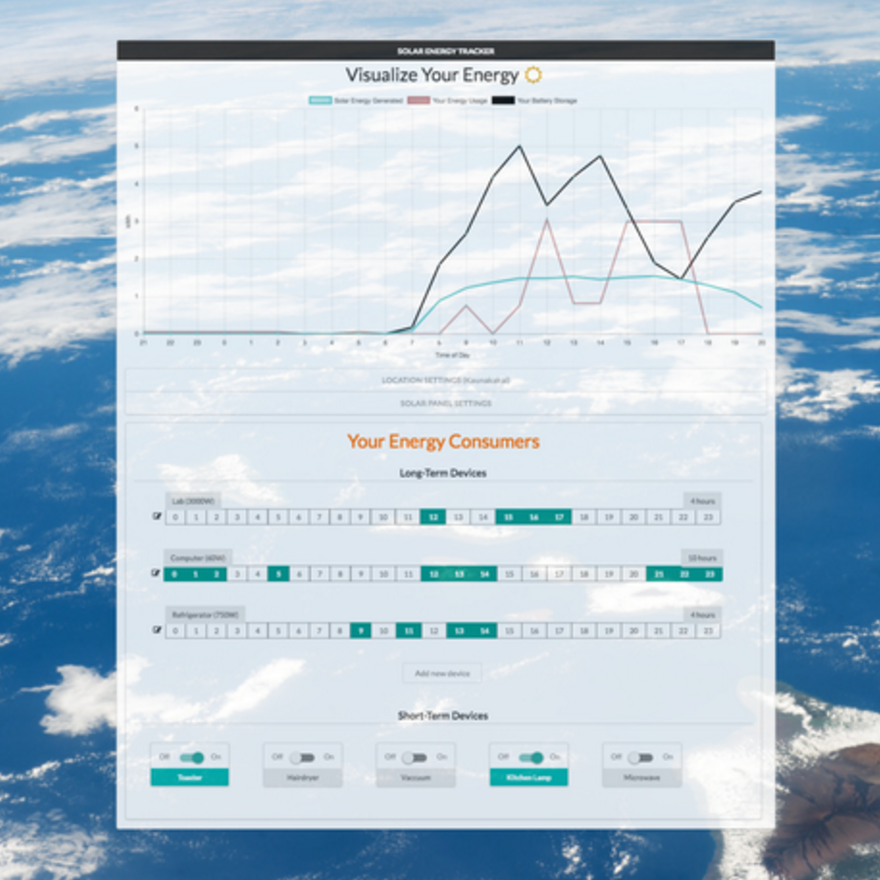 SOLAR ENERGY TRACKER
Visualize Your Energy
Solar Energy Generated Your Energy Usage Your Battery Storage
6
5
4
3
2
1
0
21 22 23 0 1 2 3 4 5 6 7 8 9 10 11 12 13 14 15 16 17 18 19 20
Time of Day
LOCATION SETTINGS (Kaunakakai)
SOLAR PANEL SETTINGS
Your Energy Consumers
Long-Term Devices
Lab (3000W) 4 hours
0 1 2 3 4 5 6 7 8 9 10 11 12 13 14 15 16 17 18 19 20 21 22 23
Computer (60W) 10 hours
0 1 2 3 4 5 6 7 8 9 10 11 12 13 14 15 16 17 18 19 20 21 22 23
Refrigerator (750W) 4 hours
0 1 2 3 4 5 6 7 8 9 10 11 12 13 14 15 16 17 18 19 20 21 22 23
Add new device
Short-Term Devices
Off On Off On Off On Off On Off On
Toaster Hairdryer Vaccuum Kitchen Lamp Microwave